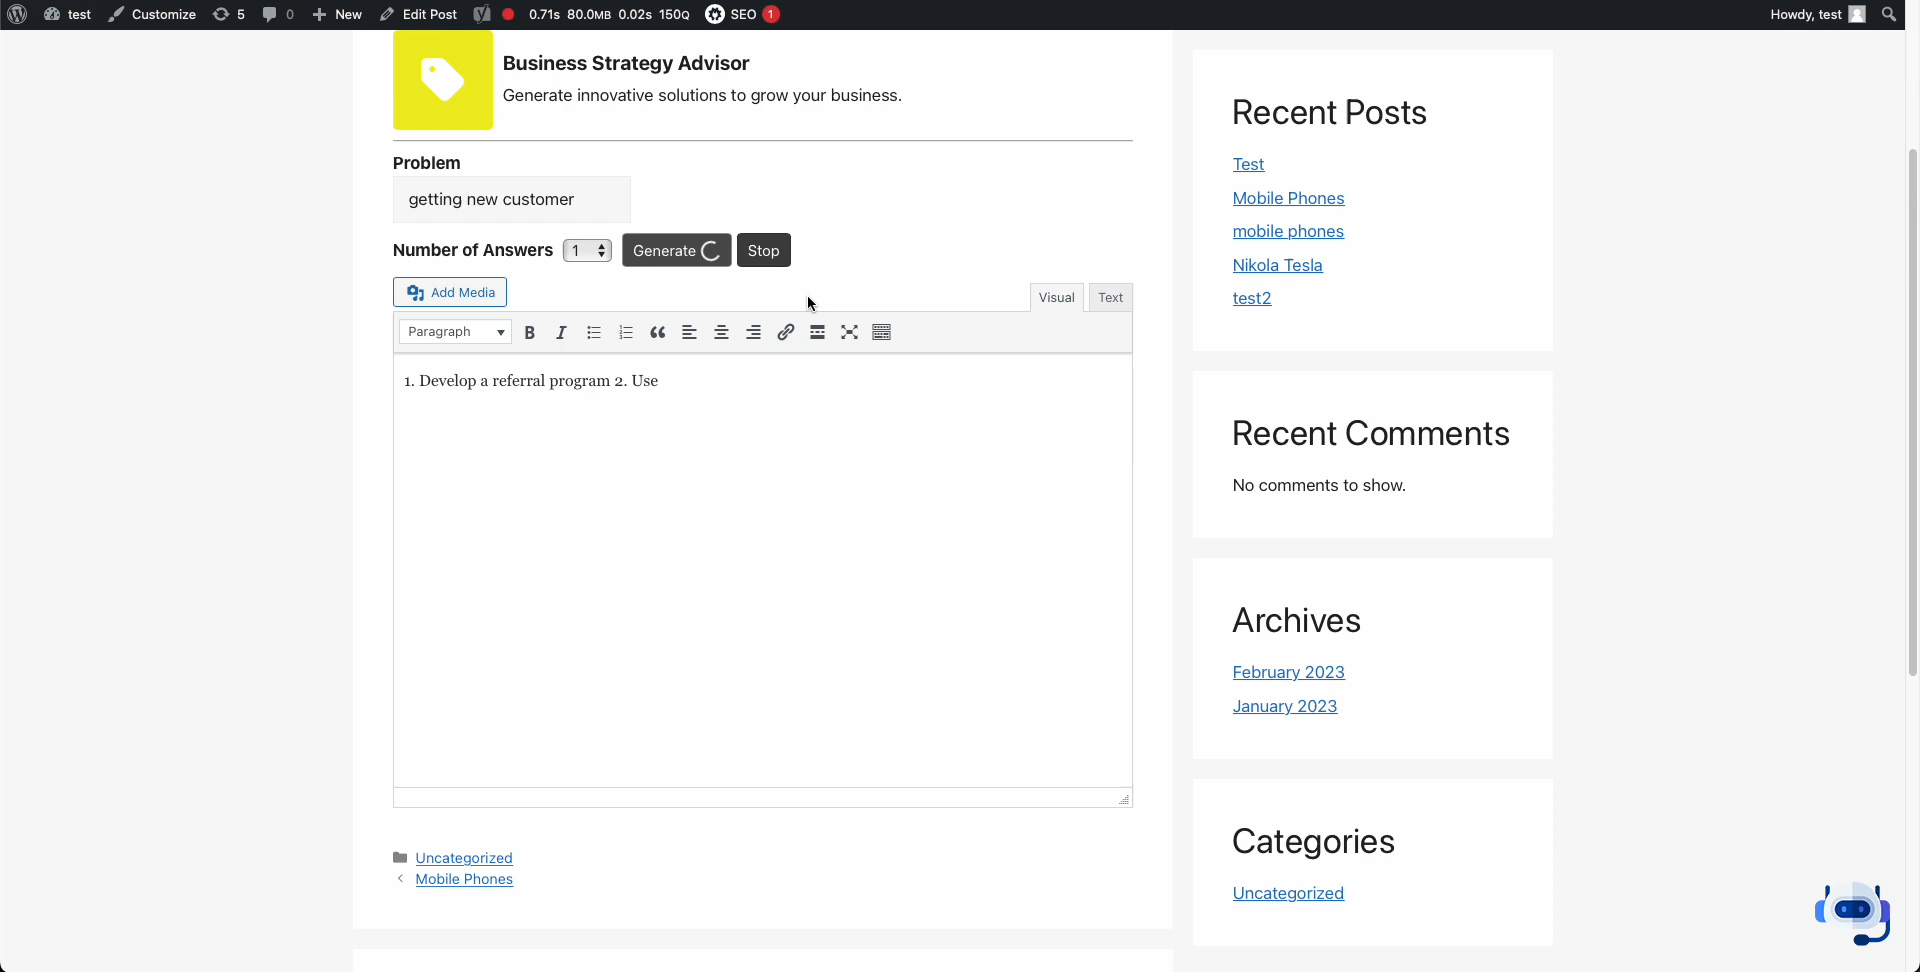 test Customize 5 0 New Edit Post 0.71s 80.0MB 0.02s 150Q SEO 1 Howdy, test
Business Strategy Advisor
Generate innovative solutions to grow your business.
Problem
getting new customer
Number of Answers 1 Generate Stop
Add Media
Visual Text
Paragraph B I
1. Develop a referral program 2. Use
Uncategorized
Mobile Phones
Recent Posts
Test
Mobile Phones
mobile phones
Nikola Tesla
test2
Recent Comments
No comments to show.
Archives
February 2023
January 2023
Categories
Uncategorized